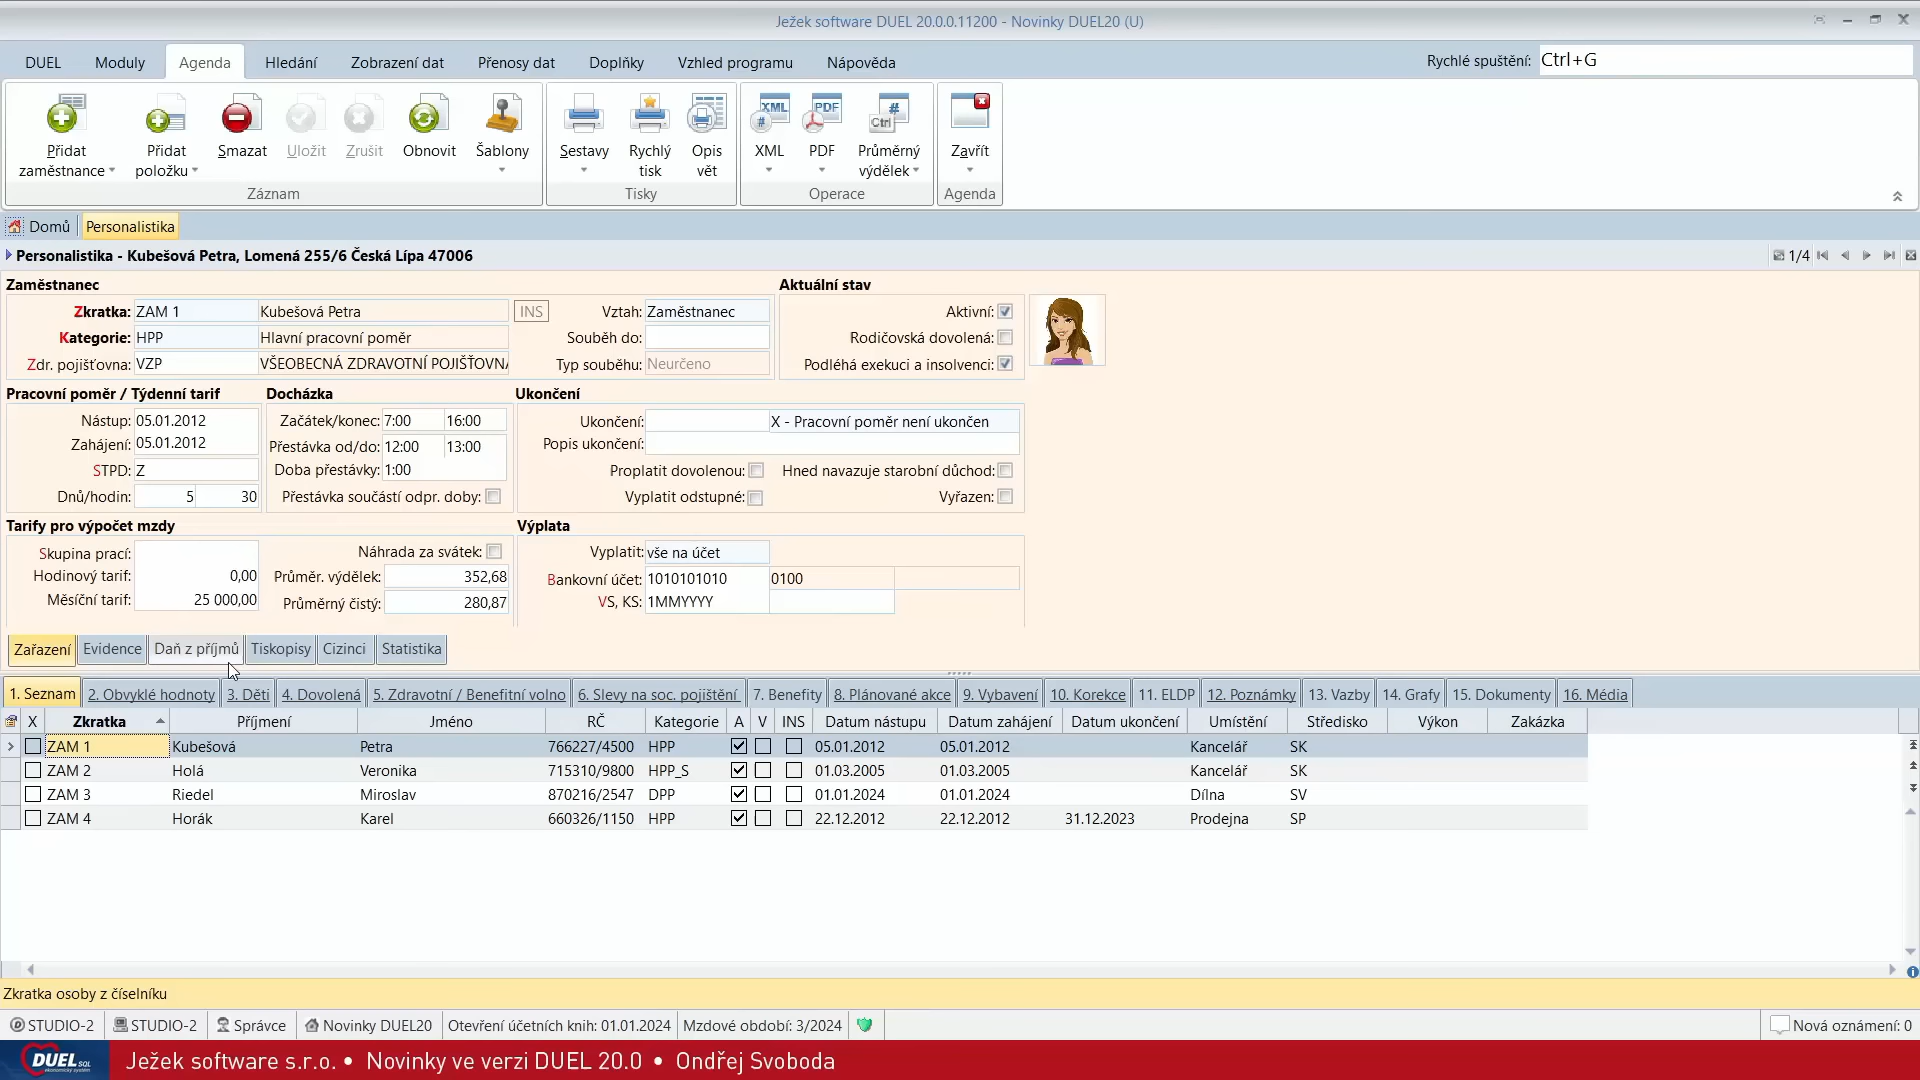 Ježek software DUEL 20.0.0.11200 - Novinky DUEL20 (U)
DUEL Moduly Agenda Hledání Zobrazení dat Přenosy dat Doplňky Vzhled programu Nápověda Rychlé spuštění: Ctrl+G
XML PDF # Ctrl
Přidat zaměstnance Přidat položku Smazat Uložit Zrušit Obnovit Šablony Sestavy Rychlý tisk Opis vět XML PDF Průměrný výdělek Zavřít
Záznam Tisky Operace Agenda
Domů Personalistika
Personalistika - Kubešová Petra, Lomená 255/6 Česká Lípa 47006 1/4
Zaměstnanec Aktuální stav
Zkratka: ZAM 1 Kubešová Petra INS Vztah: Zaměstnanec Aktivní:
Kategorie: HPP Hlavní pracovní poměr Souběh do: Rodičovská dovolená:
Zdr. pojišťovna: VZP VŠEOBECNÁ ZDRAVOTNÍ POJIŠŤOVNA Typ souběhu: Neurčeno Podléhá exekuci a insolvenci:
Pracovní poměr / Týdenní tarif Docházka Ukončení
Nástup: 05.01.2012 Začátek/konec: 7:00 16:00 Ukončení: X - Pracovní poměr není ukončen
Zahájení: 05.01.2012 Přestávka od/do: 12:00 13:00 Popis ukončení:
STPD: Z Doba přestávky: 1:00 Proplatit dovolenou: Hned navazuje starobní důchod:
Dnů/hodin: 5 30 Přestávka součástí odpr. doby: Vyplatit odstupné: Vyřazen:
Tarify pro výpočet mzdy Výplata
Skupina prací: Náhrada za svátek: Vyplatit: vše na účet
Hodinový tarif: 0,00 Průměr. výdělek: 352,68 Bankovní účet: 1010101010 0100
Měsíční tarif: 25 000,00 Průměrný čistý: 280,87 VS, KS: 1MMYYYY
Zařazení Evidence Daň z příjmů Tiskopisy Cizinci Statistika
1. Seznam 2. Obvyklé hodnoty 3. Děti 4. Dovolená 5. Zdravotní / Benefitní volno 6. Slevy na soc. pojištění 7. Benefity 8. Plánované akce 9. Vybavení 10. Korekce 11. ELDP 12. Poznámky 13. Vazby 14. Grafy 15. Dokumenty 16. Média
X Zkratka Příjmení Jméno RČ Kategorie A V INS Datum nástupu Datum zahájení Datum ukončení Umístění Středisko Výkon Zakázka
ZAM 1 Kubešová Petra 766227/4500 HPP 05.01.2012 05.01.2012 Kancelář SK
ZAM 2 Holá Veronika 715310/9800 HPP_S 01.03.2005 01.03.2005 Kancelář SK
ZAM 3 Riedel Miroslav 870216/2547 DPP 01.01.2024 01.01.2024 Dílna SV
ZAM 4 Horák Karel 660326/1150 HPP 22.12.2012 22.12.2012 31.12.2023 Prodejna SP
Zkratka osoby z číselníku
STUDIO-2 STUDIO-2 Správce Novinky DUEL20 Otevření účetních knih: 01.01.2024 Mzdové období: 3/2024 Nová oznámení: 0
DUEL SQL ekonomický systém Ježek software s.r.o. • Novinky ve verzi DUEL 20.0 • Ondřej Svoboda